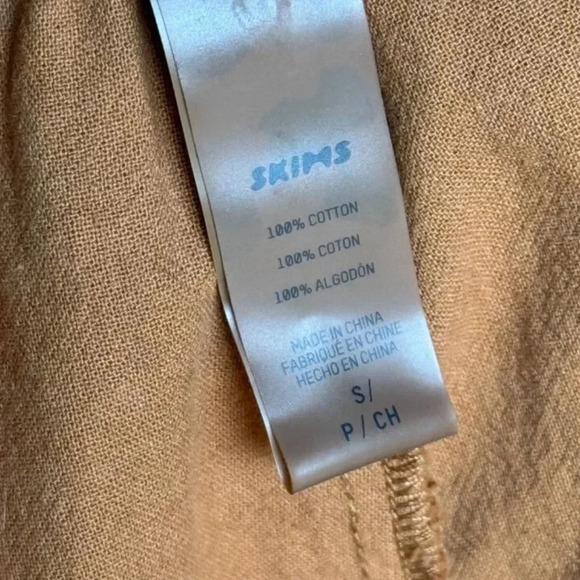 SKIMS
100% COTTON
100% COTON
100% ALGODÓN
MADE IN CHINA
FABRIQUÉ EN CHINE
HECHO EN CHINA
S/
P / CH